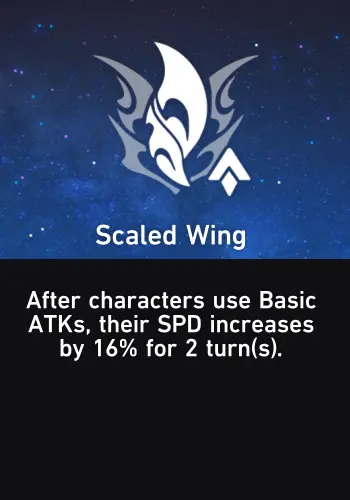 Scaled Wing
After characters use Basic
ATKs, their SPD increases
by 16% for 2 turn(s).